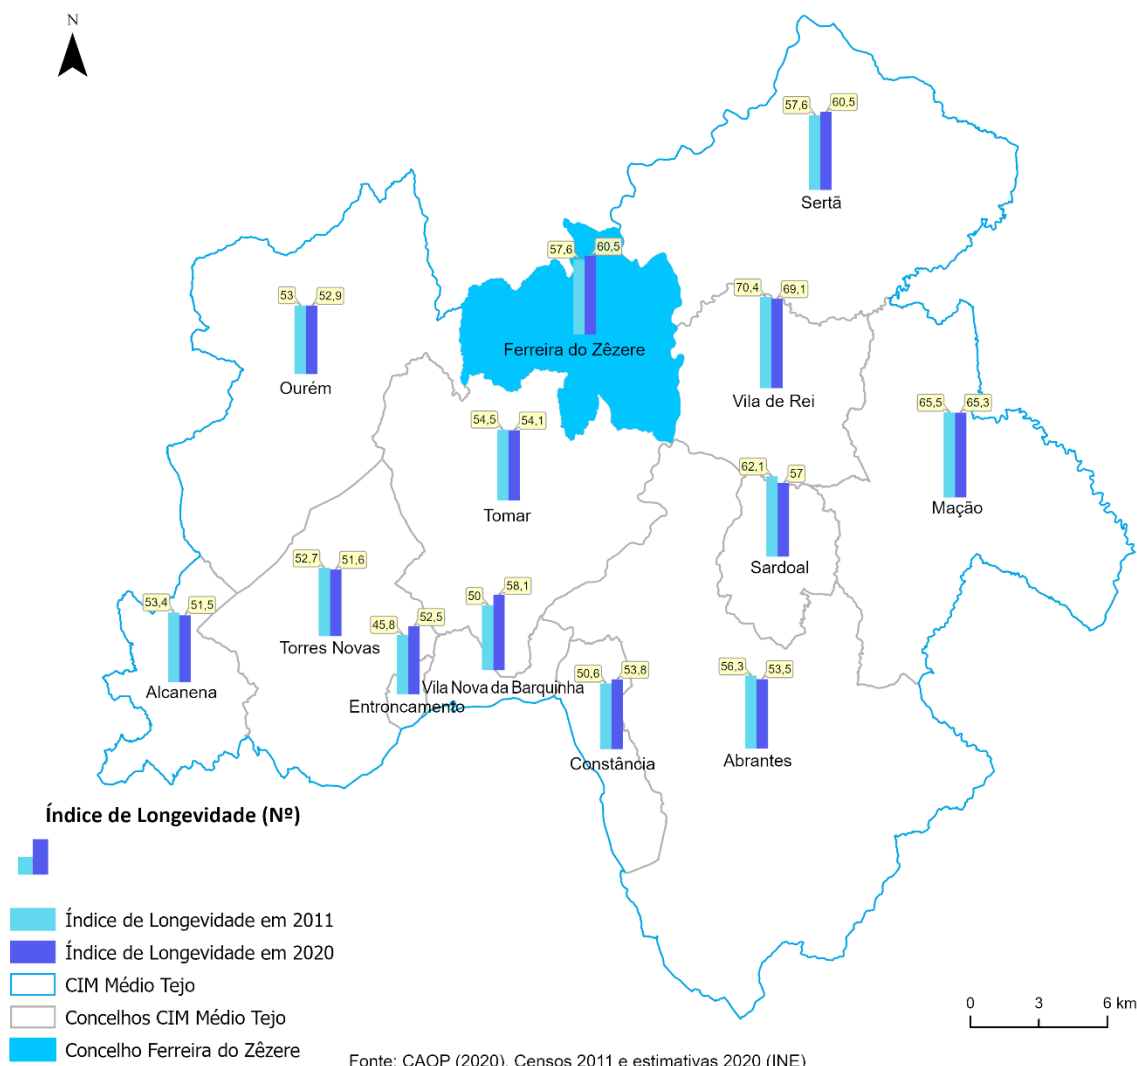 N
57,6 60,5
Sertã
57,6 60,5
Ferreira do Zêzere
70,4 69,1
Vila de Rei
53 52,9
Ourém
65,5 65,3
Mação
54,5 54,1
Tomar
62,1 57
Sardoal
52,7 51,6
Torres Novas
53,4 51,5
Alcanena
45,8 52,5
Entroncamento
50 58,1
Vila Nova da Barquinha
50,6 53,8
Constância
56,3 53,5
Abrantes
Índice de Longevidade (Nº)
Índice de Longevidade em 2011
Índice de Longevidade em 2020
CIM Médio Tejo
Concelhos CIM Médio Tejo
Concelho Ferreira do Zêzere
0 3 6 km
Fonte: CAOP (2020), Censos 2011 e estimativas 2020 (INE)